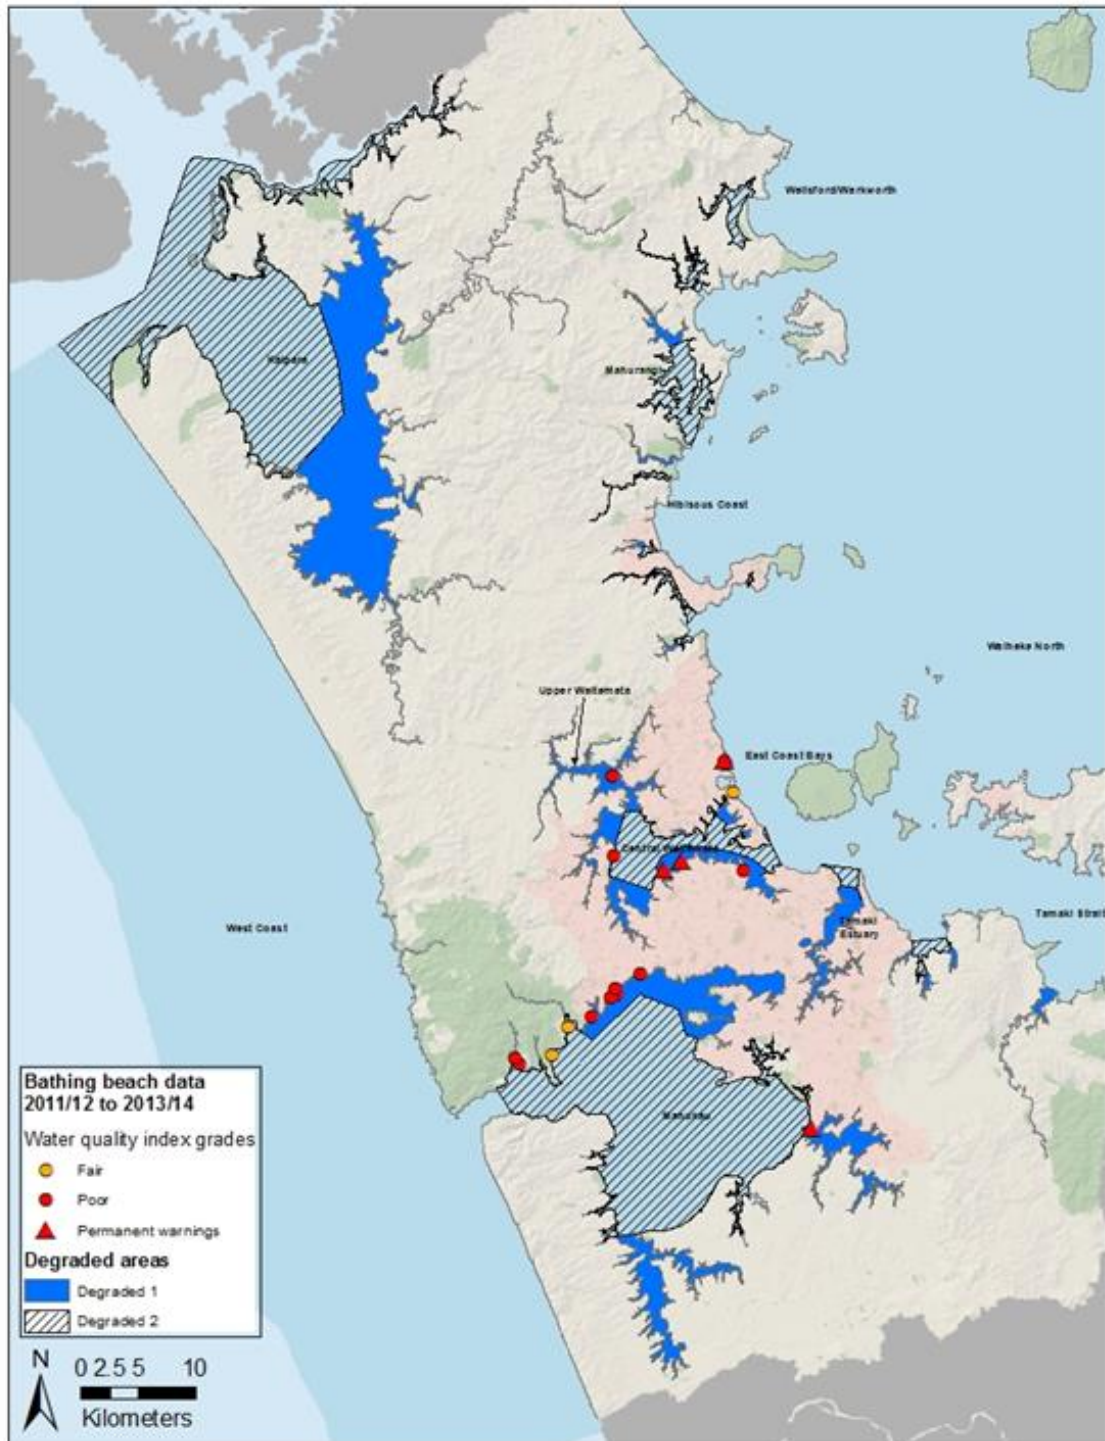 Wellsford/Warkworth
Kaipara
Mahurangi
Hibisous Coast
Waiheke North
Upper Waitemata
East Coast Bays
Central Waitemata
West Coast
Tamaki Strait
Tamaki
Estuary
Manukau
Bathing beach data
2011/12 to 2013/14
Water quality index grades
Fair
Poor
Permanent warnings
Degraded areas
Degraded 1
Degraded 2
N
0 2.5 5 10
Kilometers